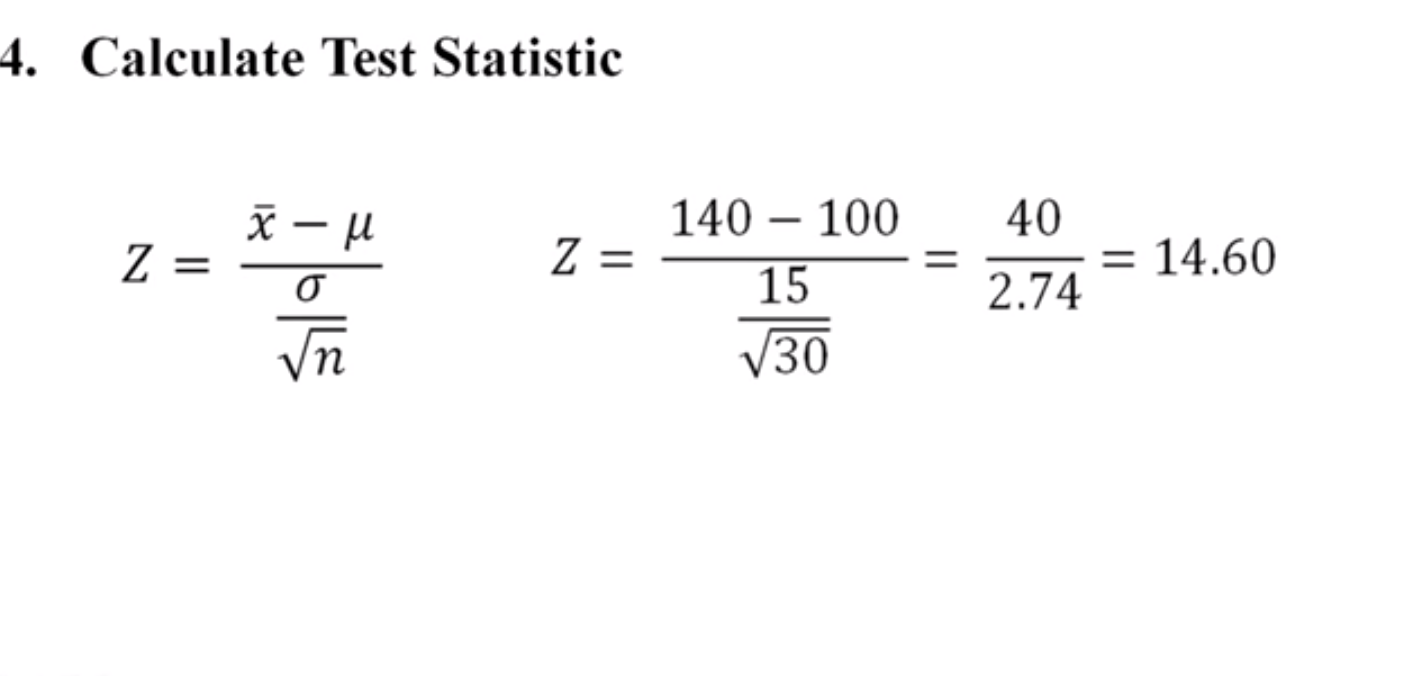 4. Calculate Test Statistic
Z = (x̄ − μ) / (σ / √n)    Z = (140 − 100) / (15 / √30) = 40 / 2.74 = 14.60